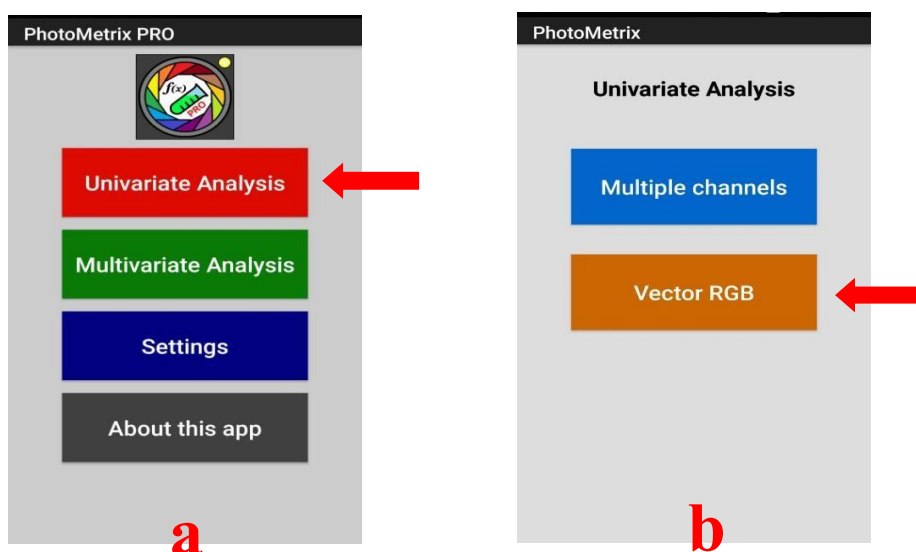 PhotoMetrix PRO
f(x)
PRO
Univariate Analysis
Multivariate Analysis
Settings
About this app
a
PhotoMetrix
Univariate Analysis
Multiple channels
Vector RGB
b